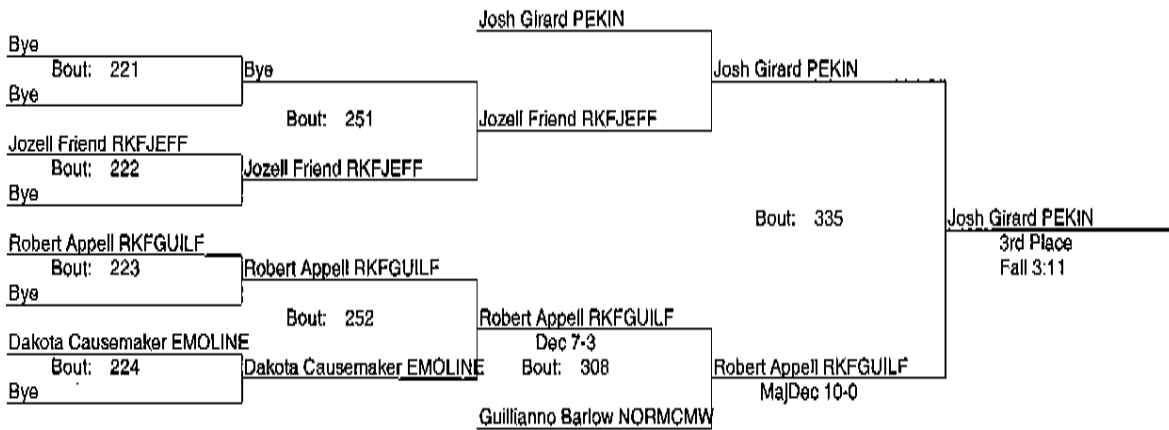 Josh Girard PEKIN
Bye
Bout: 221
Bye
Bye
Josh Girard PEKIN
Bout: 251
Jozell Friend RKFJEFF
Jozell Friend RKFJEFF
Bout: 222
Jozell Friend RKFJEFF
Bye
Bout: 335
Josh Girard PEKIN
3rd Place
Fall 3:11
Robert Appell RKFGUILF
Bout: 223
Robert Appell RKFGUILF
Bye
Bout: 252
Robert Appell RKFGUILF
Dec 7-3
Dakota Causemaker EMOLINE
Bout: 224
Dakota Causemaker EMOLINE
Bout: 308
Robert Appell RKFGUILF
Bye
MajDec 10-0
Guillianno Barlow NORMCMW